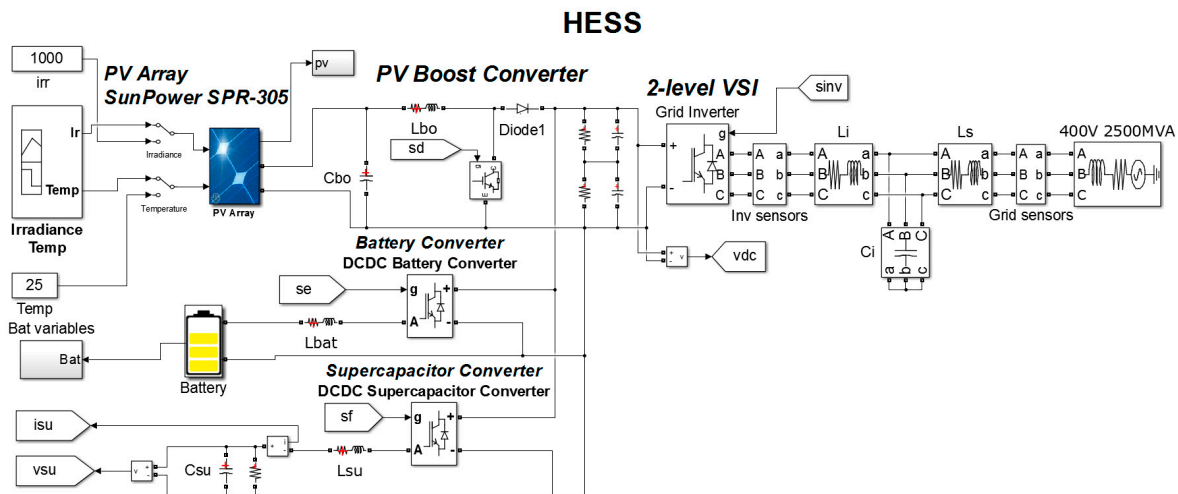 HESS
1000
irr
PV Array
SunPower SPR-305
pv
PV Boost Converter
2-level VSI
Grid Inverter
sinv
Ir
Temp
Irradiance
Temp
Irradiance
Temperature
PV Array
Lbo
Diode1
sd
Cbo
g
C
E
g
+
-
A
B
C
A
B
C
a
b
c
Inv sensors
Li
A
B
C
Ls
A
B
C
a
b
c
A
B
C
a
b
c
Grid sensors
400V 2500MVA
A
B
C
A
B
C
Ci
a
b
c
+
-
v
vdc
25
Temp
Battery Converter
DCDC Battery Converter
se
g
+
A
-
Lbat
Bat variables
Bat
Battery
Supercapacitor Converter
DCDC Supercapacitor Converter
sf
g
+
A
-
Lsu
isu
vsu
v
+
-
Csu
+
i
-